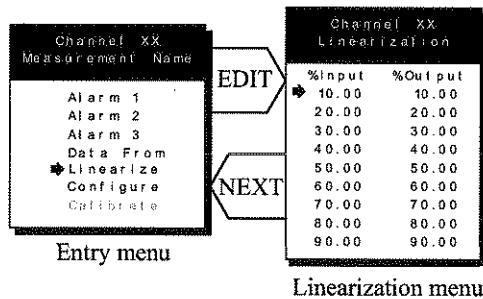 Channel XX
Measurement Name
Alarm 1
Alarm 2
Alarm 3
Data From
Linearize
Configure
Calibrate
Entry menu
EDIT
NEXT
Channel XX
Linearization
%Input %Output
10.00 10.00
20.00 20.00
30.00 30.00
40.00 40.00
50.00 50.00
60.00 60.00
70.00 70.00
80.00 80.00
90.00 90.00
Linearization menu